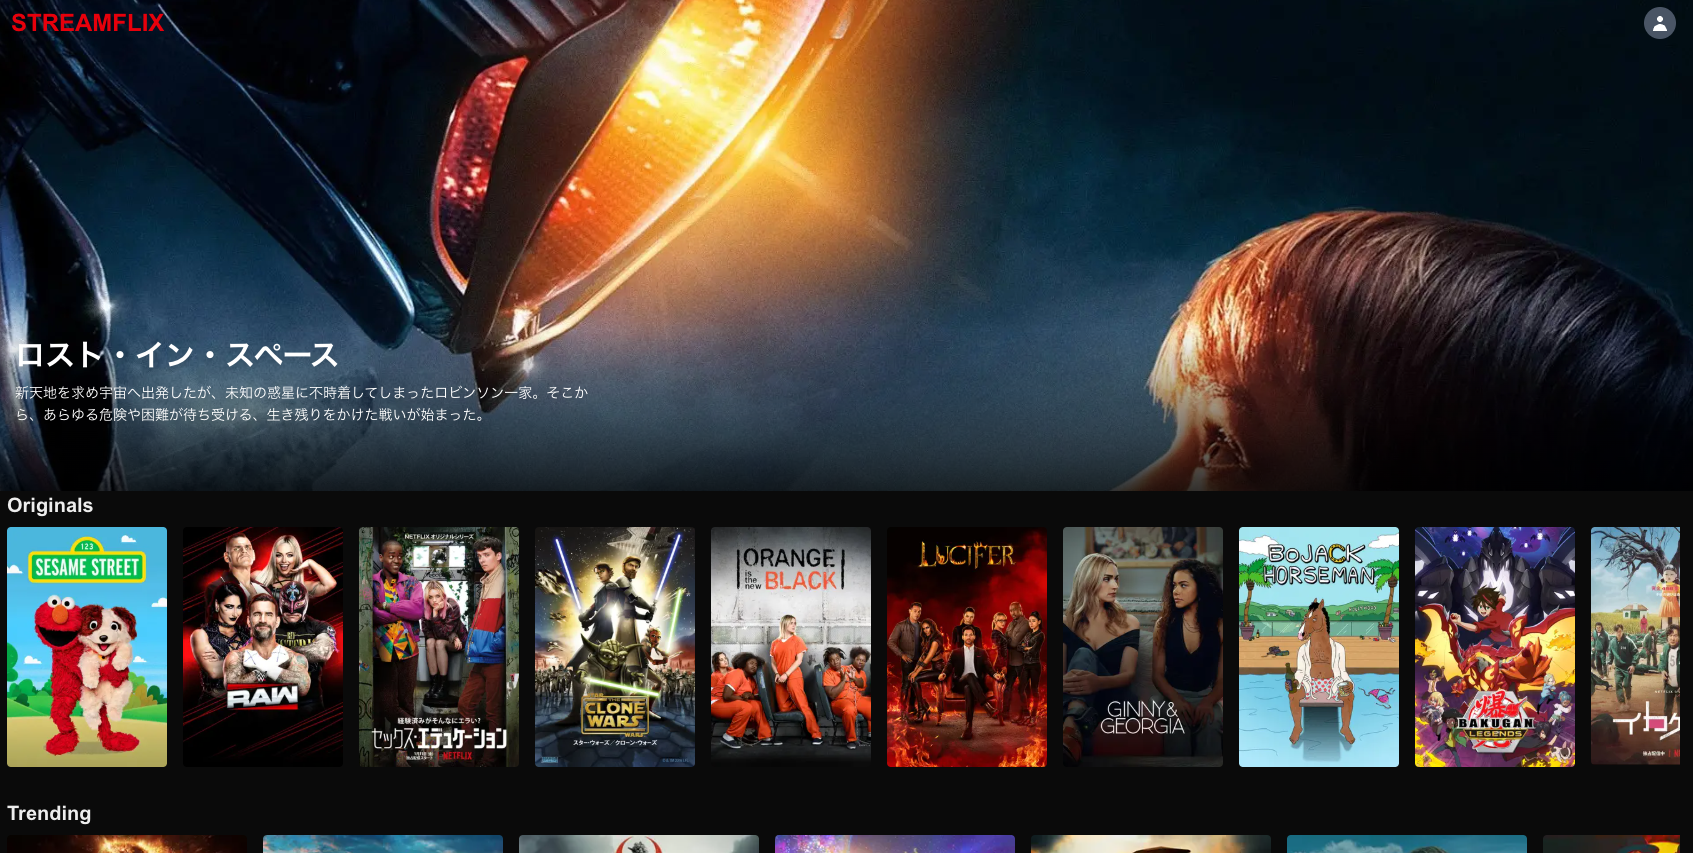 STREAMFLIX
ロスト・イン・スペース
新天地を求め宇宙へ出発したが、未知の惑星に不時着してしまったロビンソン一家。そこか
ら、あらゆる危険や困難が待ち受ける、生き残りをかけた戦いが始まった。
Originals
123
SESAME STREET
RAW
NETFLIX オリジナルシリーズ
経験済みがそんなにエラい?
セックス・エデュケーション
NETFLIX
STAR WARS
THE CLONE
WARS
スター・ウォーズ/クローン・ウォーズ
ORANGE
is
the
new
BLACK
LUCIFER
GINNY&
GEORGIA
BOJACK
HORSEMAN
爆
BAKUGAN
LEGENDS
イカ
Trending